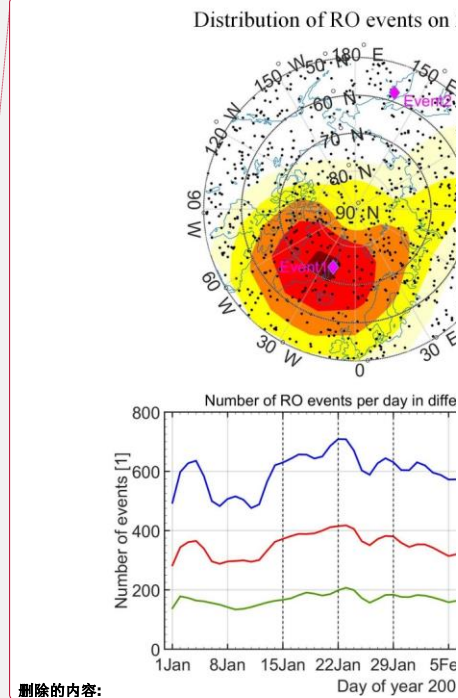 Distribution of RO events on
180° E
150° W
50° N
150° E
60° N
Event2
120° W
70° N
80° N
90° W
90° N
Event1
60° W
30° W
0°
30° E
Number of RO events per day in diffe
800
600
400
200
0
Number of events [1]
1Jan 8Jan 15Jan 22Jan 29Jan 5Fe
Day of year 200
删除的内容: